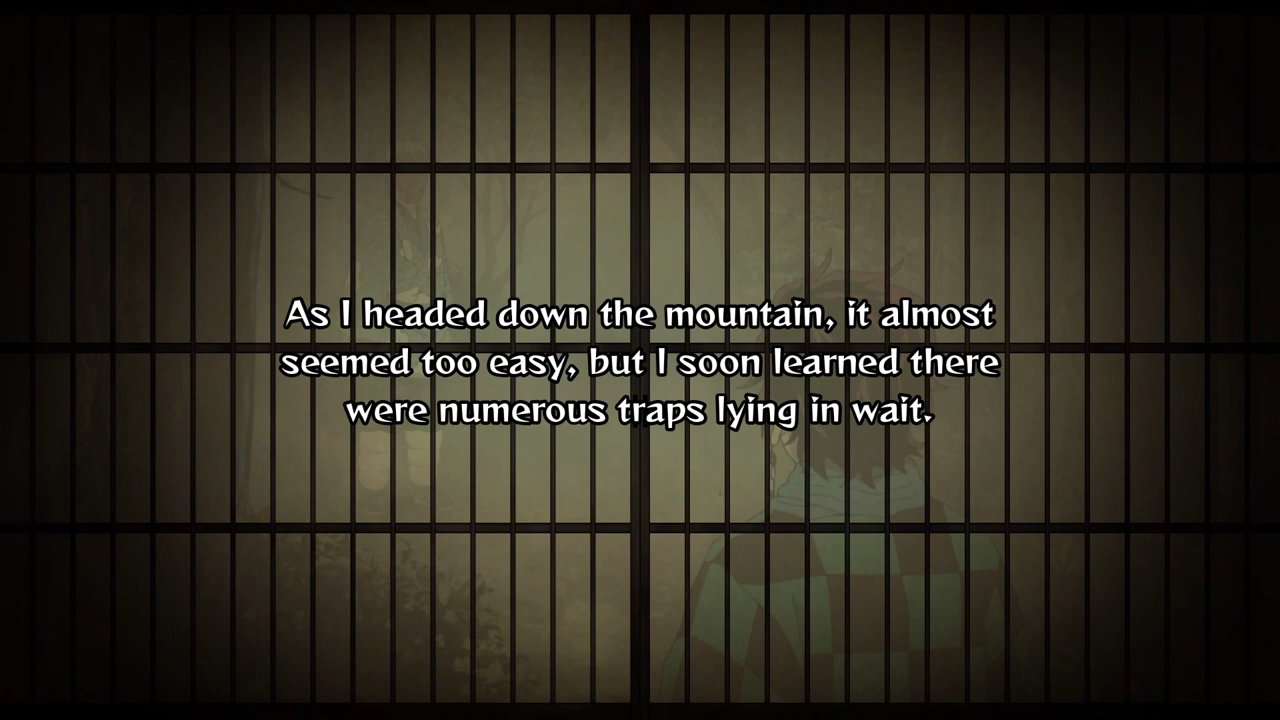 As I headed down the mountain, it almost
seemed too easy, but I soon learned there
were numerous traps lying in wait.